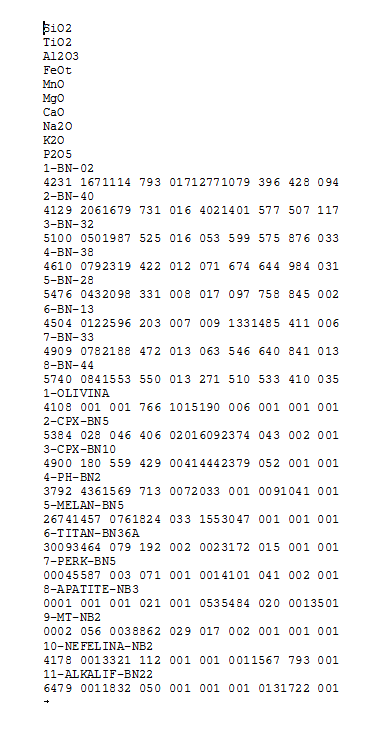 SiO2
TiO2
Al2O3
FeOt
MnO
MgO
CaO
Na2O
K2O
P2O5
1-BN-02
4231 1671114 793 01712771079 396 428 094
2-BN-40
4129 2061679 731 016 4021401 577 507 117
3-BN-32
5100 0501987 525 016 053 599 575 876 033
4-BN-38
4610 0792319 422 012 071 674 644 984 031
5-BN-28
5476 0432098 331 008 017 097 758 845 002
6-BN-13
4504 0122596 203 007 009 1331485 411 006
7-BN-33
4909 0782188 472 013 063 546 640 841 013
8-BN-44
5740 0841553 550 013 271 510 533 410 035
1-OLIVINA
4108 001 001 766 1015190 006 001 001 001
2-CPX-BN5
5384 028 046 406 02016092374 043 002 001
3-CPX-BN10
4900 180 559 429 00414442379 052 001 001
4-PH-BN2
3792 4361569 713 0072033 001 0091041 001
5-MELAN-BN5
26741457 0761824 033 1553047 001 001 001
6-TITAN-BN36A
30093464 079 192 002 0023172 015 001 001
7-PERK-BN5
00045587 003 071 001 0014101 041 002 001
8-APATITE-NB3
0001 001 001 021 001 0535484 020 0013501
9-MT-NB2
0002 056 0038862 029 017 002 001 001 001
10-NEFELINA-NB2
4178 0013321 112 001 001 0011567 793 001
11-ALKALIF-BN22
6479 0011832 050 001 001 001 0131722 001
→